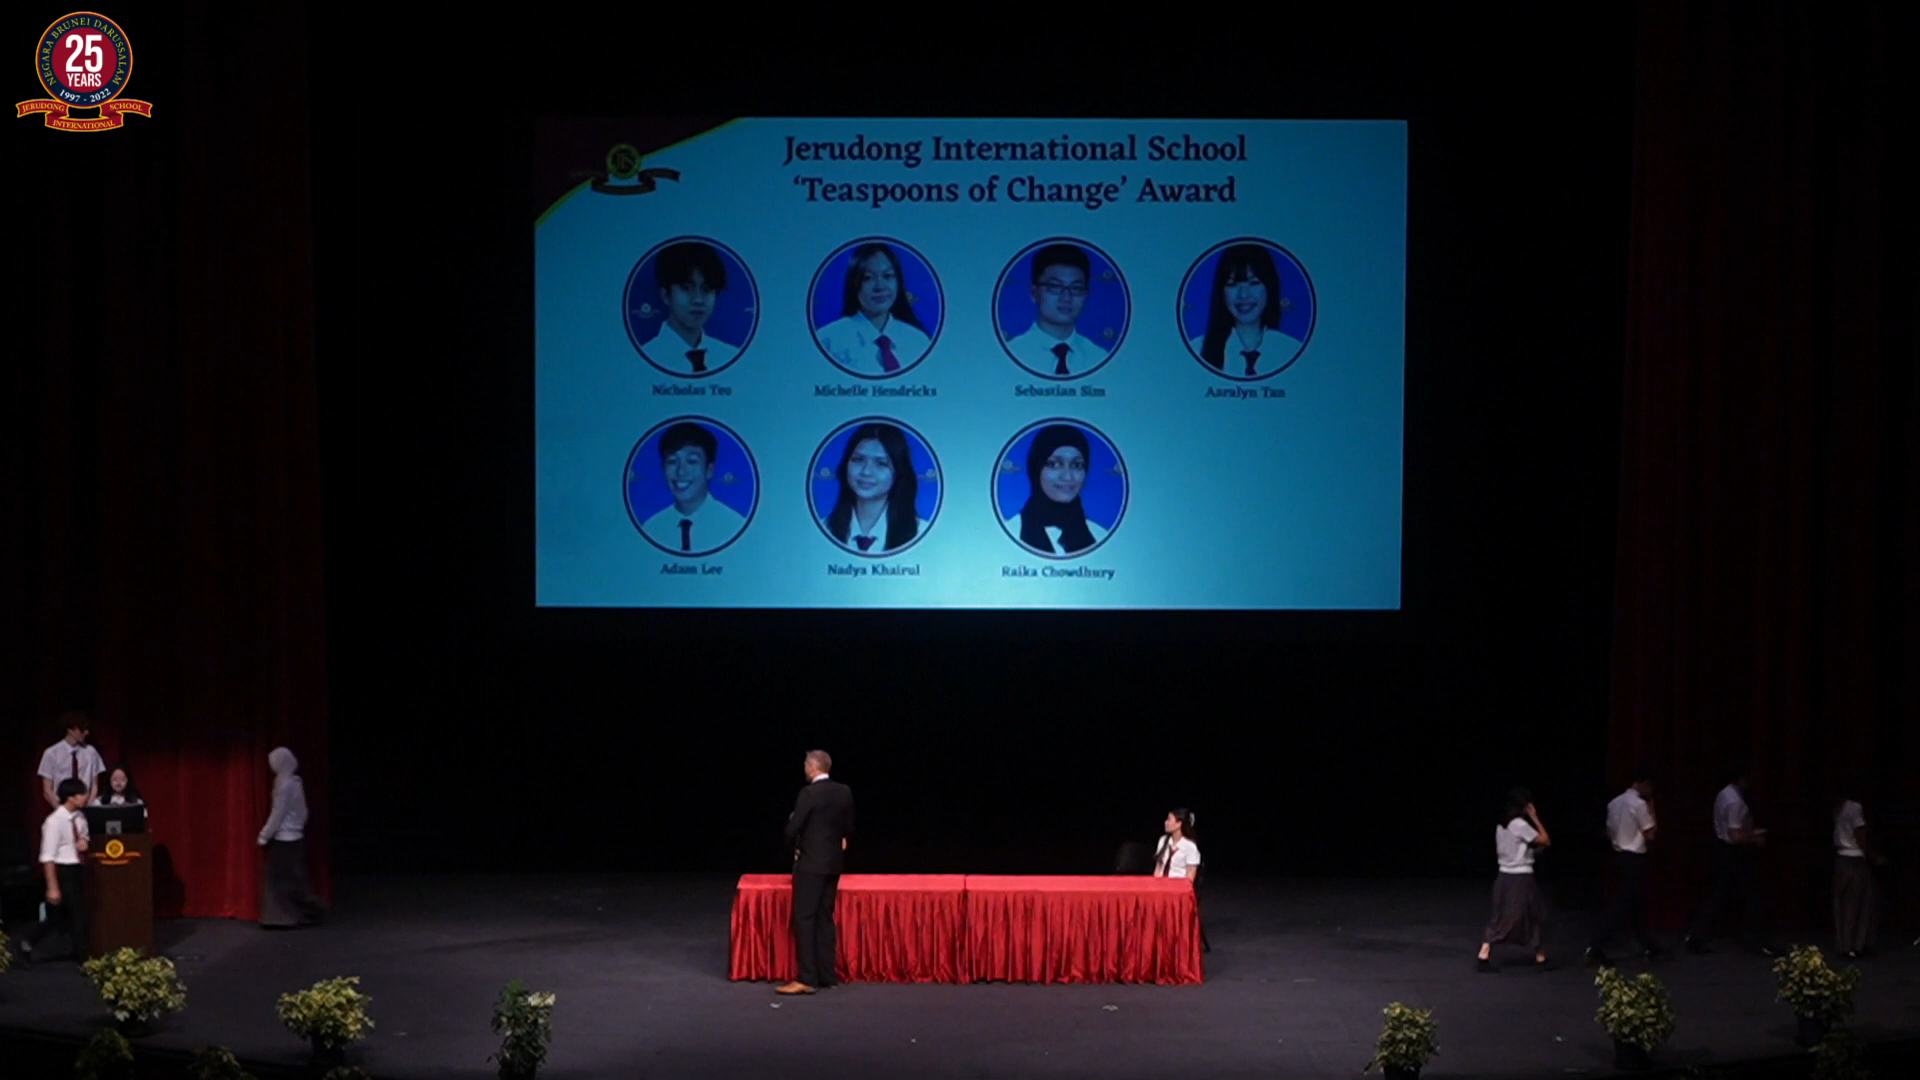 NEGARA BRUNEI DARUSSALAM
25
YEARS
1997 - 2022
JERUDONG
SCHOOL
INTERNATIONAL
Jerudong International School
‘Teaspoons of Change’ Award
Nicholas Teo
Michelle Hendricks
Sebastian Sim
Aaralyn Tan
Adam Lee
Nadya Khairul
Raika Chowdhury